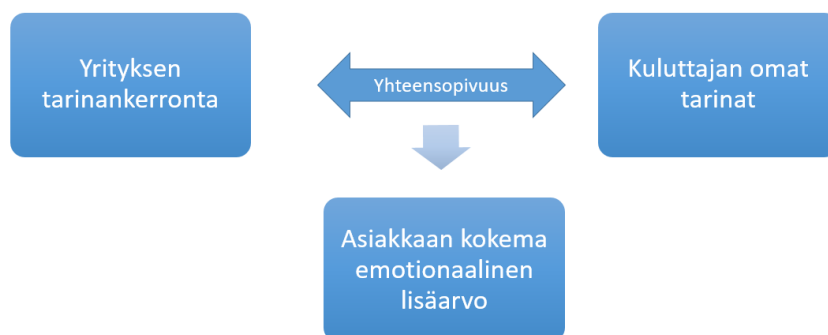 Yrityksen
tarinankerronta
Yhteensopivuus
Kuluttajan omat
tarinat
Asiakkaan kokema
emotionaalinen
lisäarvo